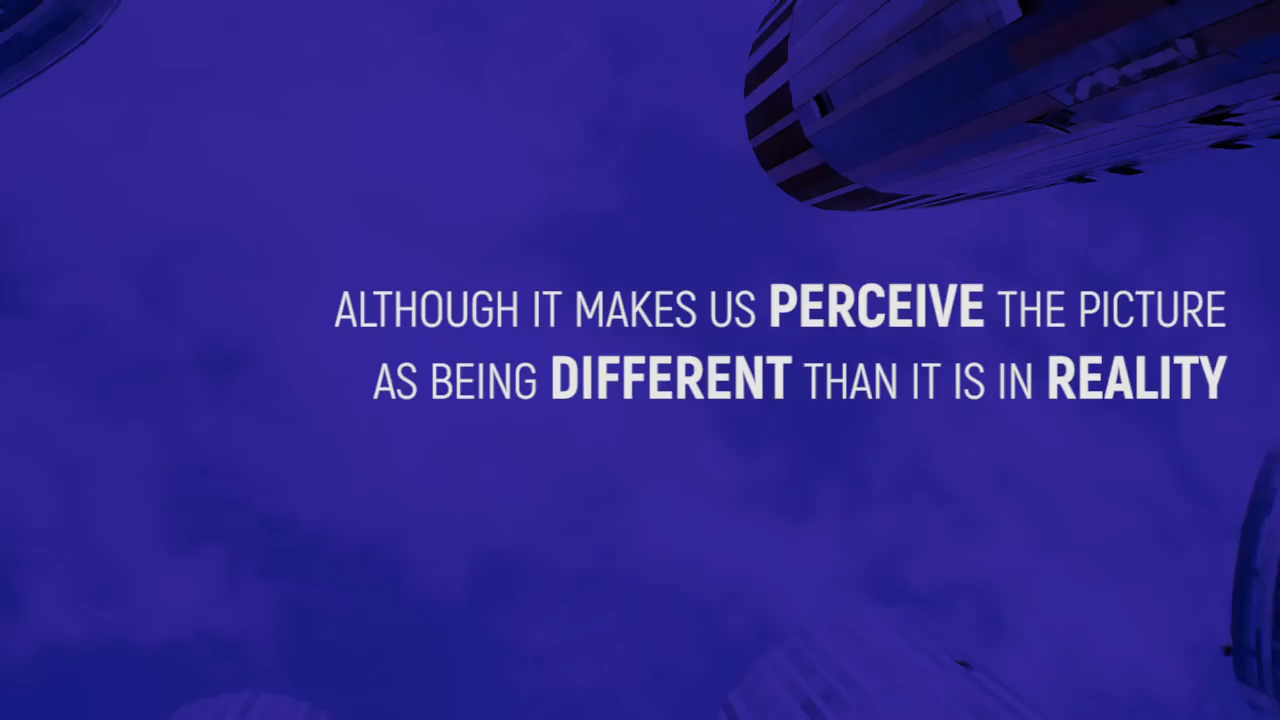 ALTHOUGH IT MAKES US PERCEIVE THE PICTURE
AS BEING DIFFERENT THAN IT IS IN REALITY